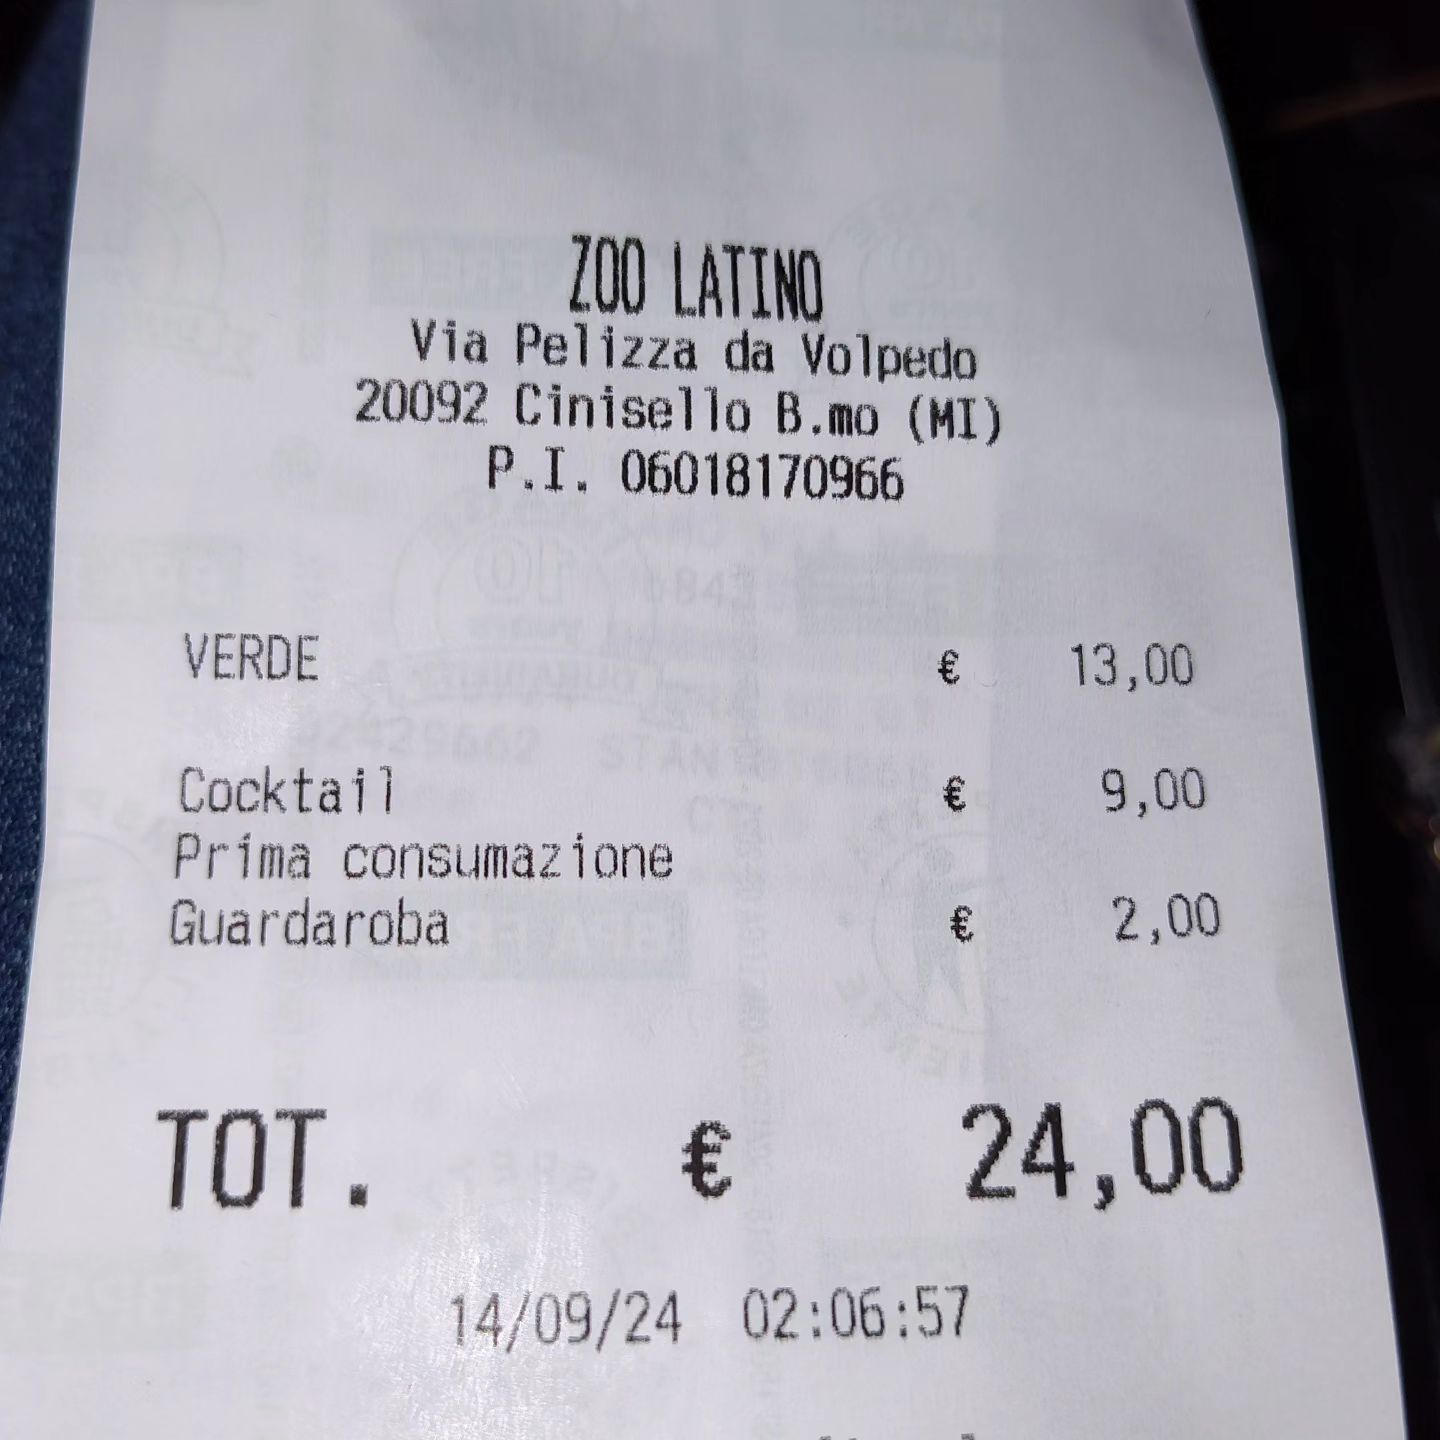 ZOO LATINO
Via Pelizza da Volpedo
20092 Cinisello B.mo (MI)
P.I. 06018170966
VERDE € 13,00
Cocktail € 9,00
Prima consumazione
Guardaroba € 2,00
TOT. € 24,00
14/09/24 02:06:57